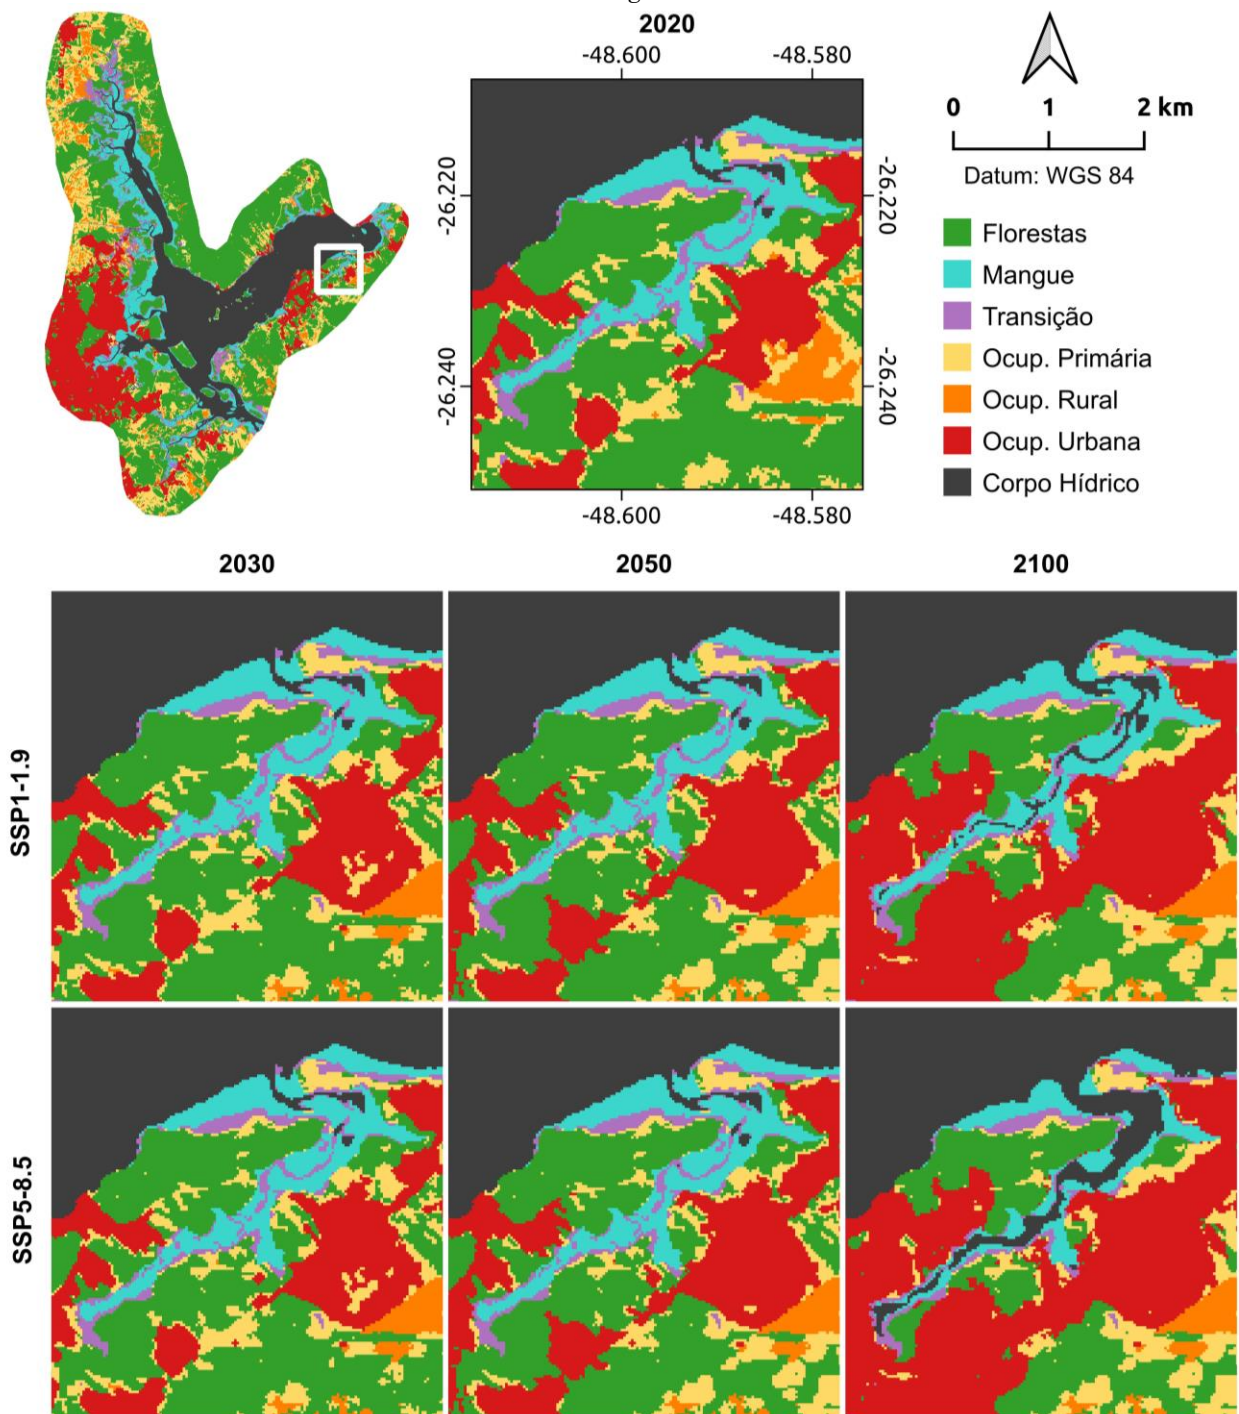 2020
-48.600 -48.580
-26.220 -26.220
-26.240 -26.240
-48.600 -48.580
0 1 2 km
Datum: WGS 84
Florestas
Mangue
Transição
Ocup. Primária
Ocup. Rural
Ocup. Urbana
Corpo Hídrico
2030 2050 2100
SSP1-1.9
SSP5-8.5